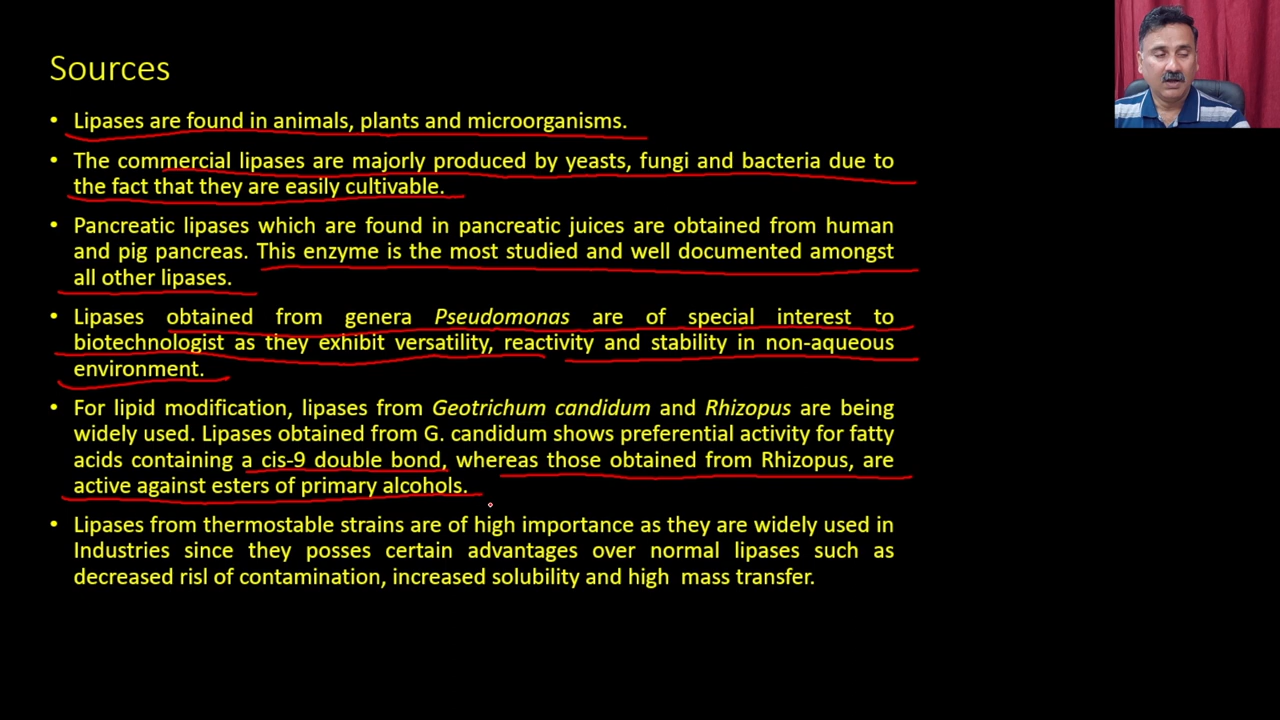 Sources
• Lipases are found in animals, plants and microorganisms.
• The commercial lipases are majorly produced by yeasts, fungi and bacteria due to
the fact that they are easily cultivable.
• Pancreatic lipases which are found in pancreatic juices are obtained from human
and pig pancreas. This enzyme is the most studied and well documented amongst
all other lipases.
• Lipases obtained from genera Pseudomonas are of special interest to
biotechnologist as they exhibit versatility, reactivity and stability in non-aqueous
environment.
• For lipid modification, lipases from Geotrichum candidum and Rhizopus are being
widely used. Lipases obtained from G. candidum shows preferential activity for fatty
acids containing a cis-9 double bond, whereas those obtained from Rhizopus, are
active against esters of primary alcohols.
• Lipases from thermostable strains are of high importance as they are widely used in
Industries since they posses certain advantages over normal lipases such as
decreased risl of contamination, increased solubility and high mass transfer.